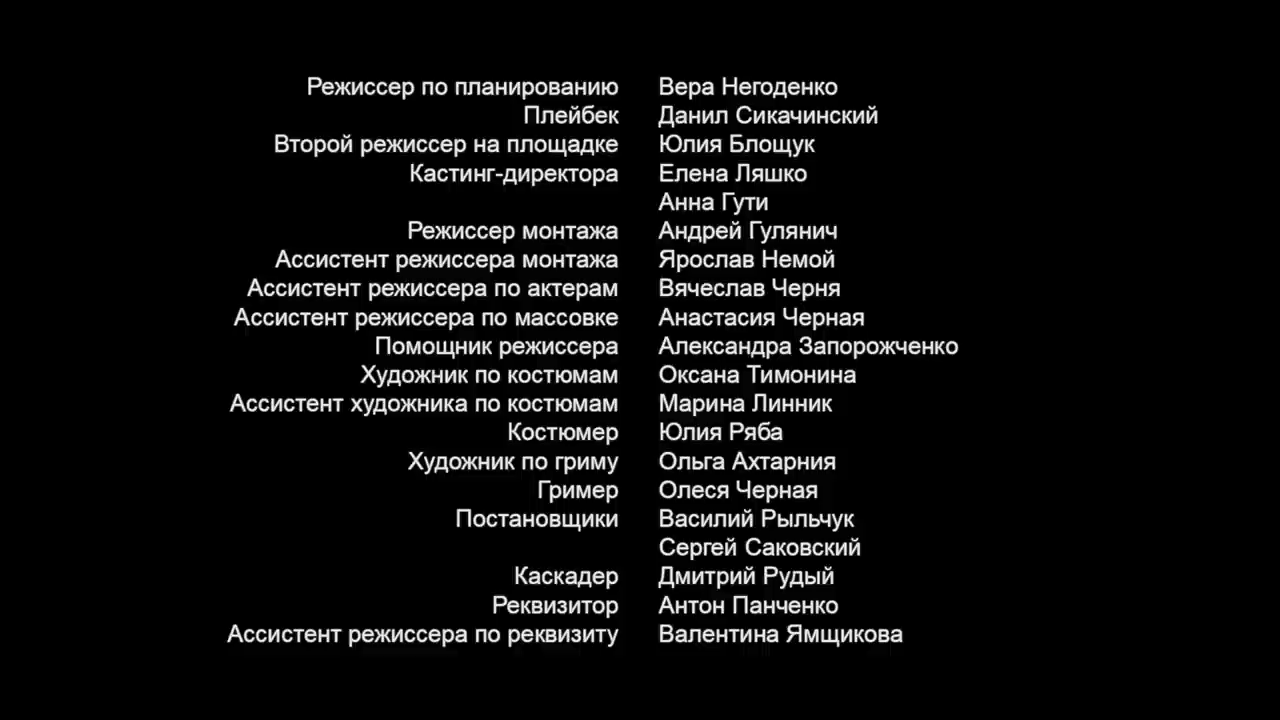 Режиссер по планированию Вера Негоденко
Плейбек Данил Сикачинский
Второй режиссер на площадке Юлия Блощук
Кастинг-директора Елена Ляшко
Анна Гути
Режиссер монтажа Андрей Гулянич
Ассистент режиссера монтажа Ярослав Немой
Ассистент режиссера по актерам Вячеслав Черня
Ассистент режиссера по массовке Анастасия Черная
Помощник режиссера Александра Запорожченко
Художник по костюмам Оксана Тимонина
Ассистент художника по костюмам Марина Линник
Костюмер Юлия Ряба
Художник по гриму Ольга Ахтарния
Гример Олеся Черная
Постановщики Василий Рыльчук
Сергей Саковский
Каскадер Дмитрий Рудый
Реквизитор Антон Панченко
Ассистент режиссера по реквизиту Валентина Ямщикова